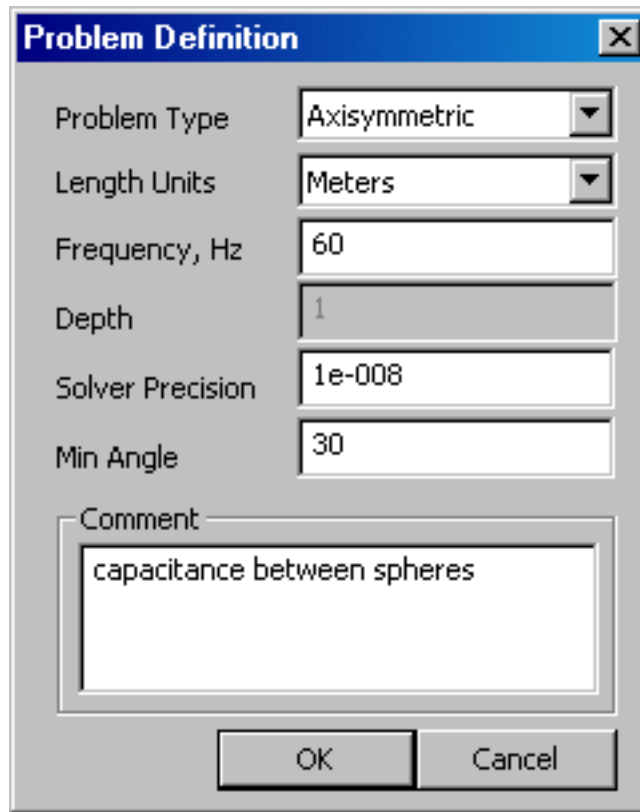 Problem Definition
Problem Type Axisymmetric
Length Units Meters
Frequency, Hz 60
Depth 1
Solver Precision 1e-008
Min Angle 30
Comment
capacitance between spheres
OK Cancel